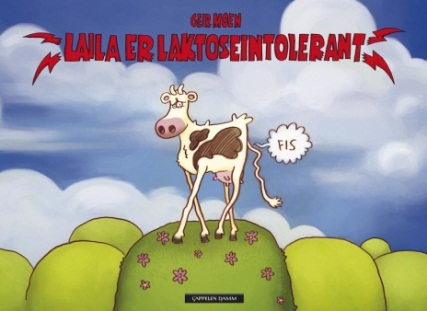 GEIR MOEN
LAILA ER LAKTOSEINTOLERANT
FIS
CAPPELEN DAMM